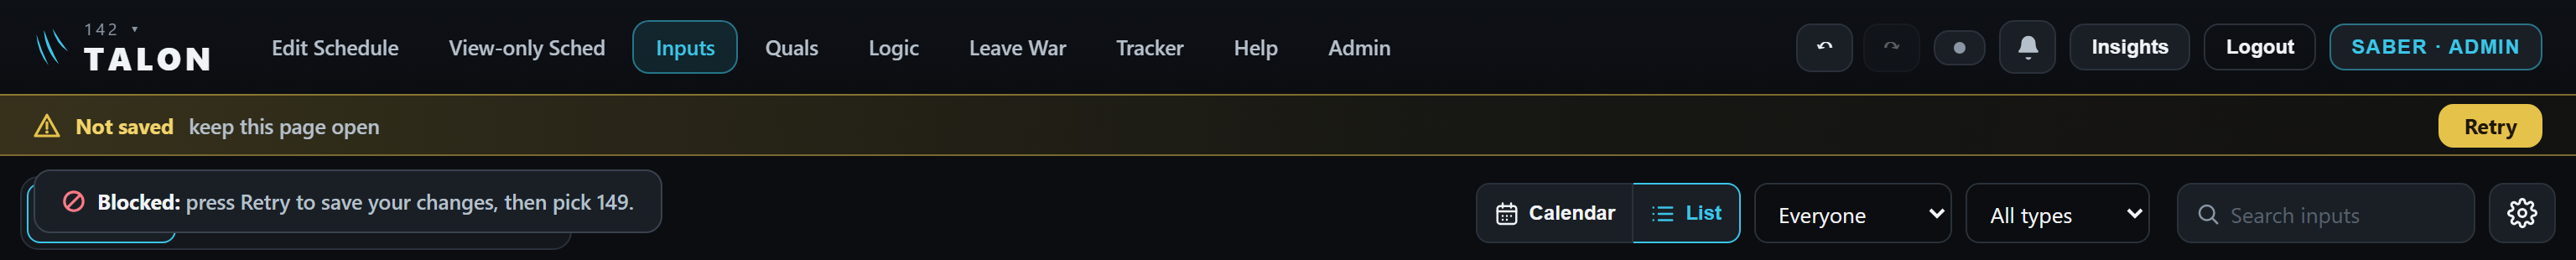 142 ▾
TALON
Edit Schedule View-only Sched Inputs Quals Logic Leave War Tracker Help Admin Insights Logout SABER · ADMIN
Not saved keep this page open Retry
Blocked: press Retry to save your changes, then pick 149.
Calendar List Everyone All types Search inputs